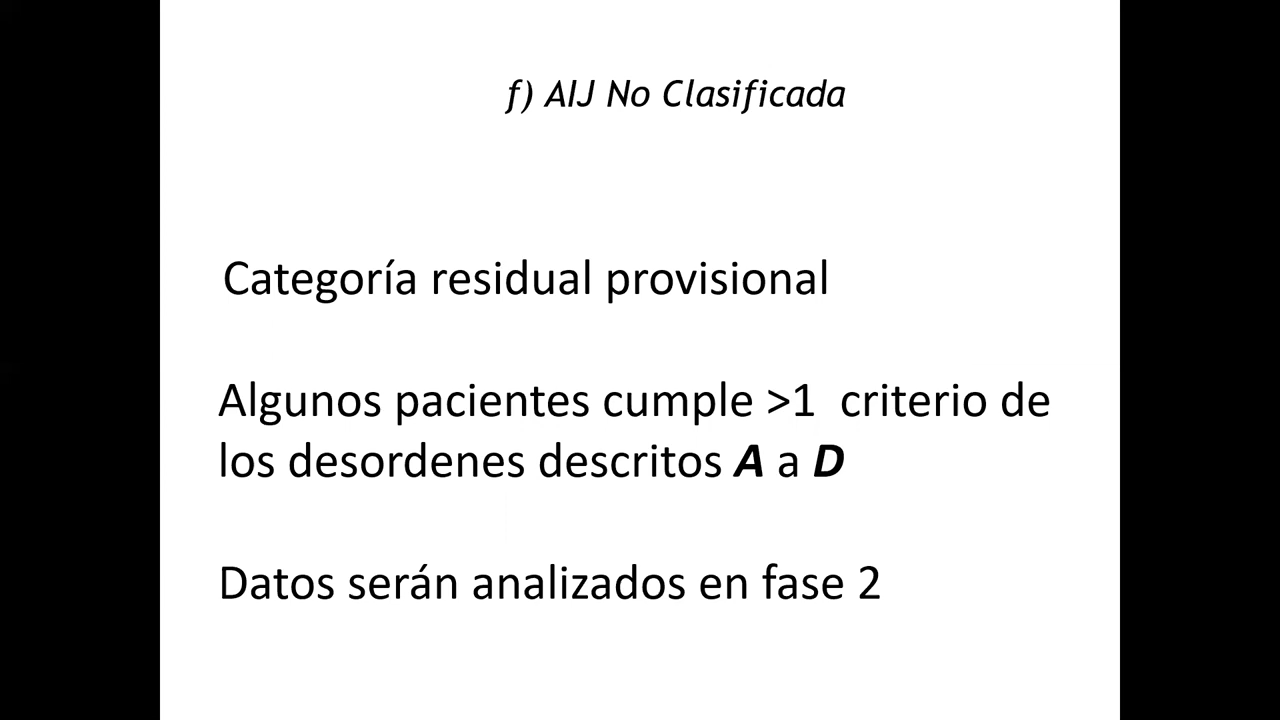 f) AIJ No Clasificada
Categoría residual provisional
Algunos pacientes cumple >1 criterio de
los desordenes descritos A a D
Datos serán analizados en fase 2